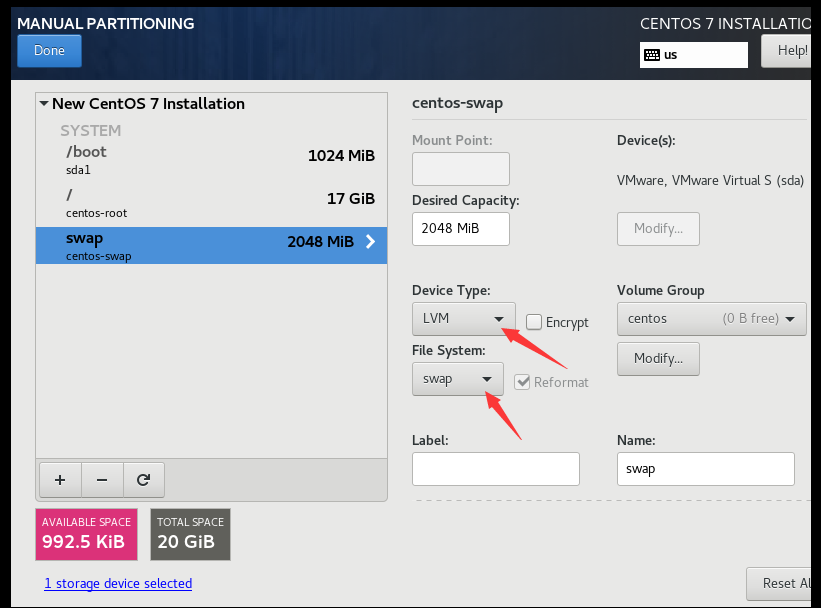 MANUAL PARTITIONING
CENTOS 7 INSTALLATIO
Done
us
Help!
New CentOS 7 Installation
SYSTEM
/boot
1024 MiB
sda1
/
17 GiB
centos-root
swap
2048 MiB
centos-swap
+
−
AVAILABLE SPACE
992.5 KiB
TOTAL SPACE
20 GiB
1 storage device selected
centos-swap
Mount Point:
Device(s):
VMware, VMware Virtual S (sda)
Desired Capacity:
2048 MiB
Modify...
Device Type:
Volume Group
LVM
Encrypt
centos (0 B free)
File System:
Modify...
swap
Reformat
Label:
Name:
swap
Reset Al